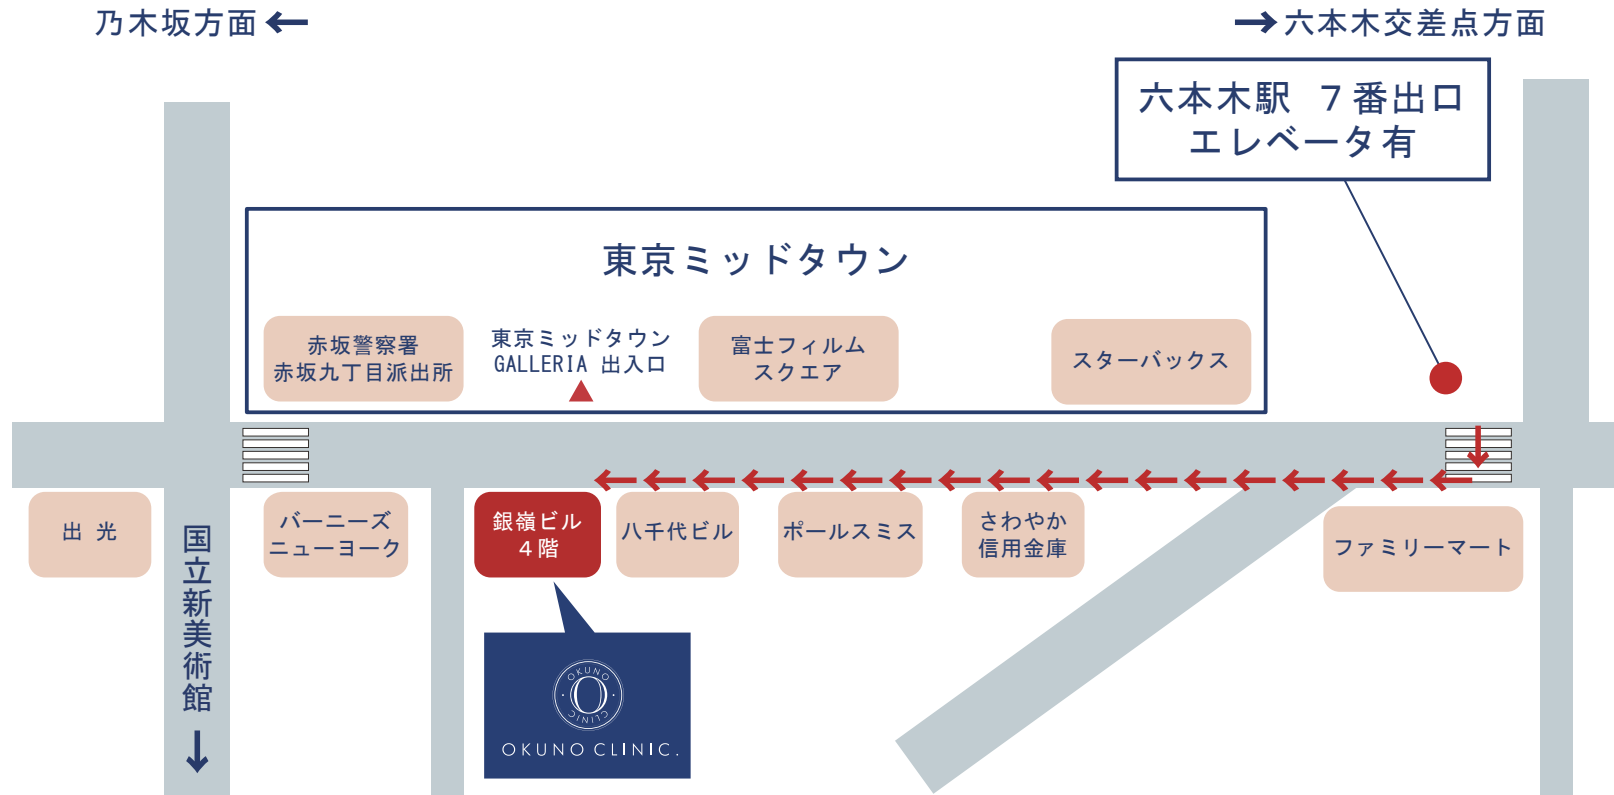 乃木坂方面 ←
→ 六本木交差点方面
六本木駅 7番出口
エレベータ有
東京ミッドタウン
赤坂警察署
赤坂九丁目派出所
東京ミッドタウン
GALLERIA 出入口
富士フィルム
スクエア
スターバックス
出光
国立新美術館
↓
バーニーズ
ニューヨーク
銀嶺ビル
4階
八千代ビル
ポールスミス
さわやか
信用金庫
ファミリーマート
OKUNO
O
CLINIC
OKUNO CLINIC.